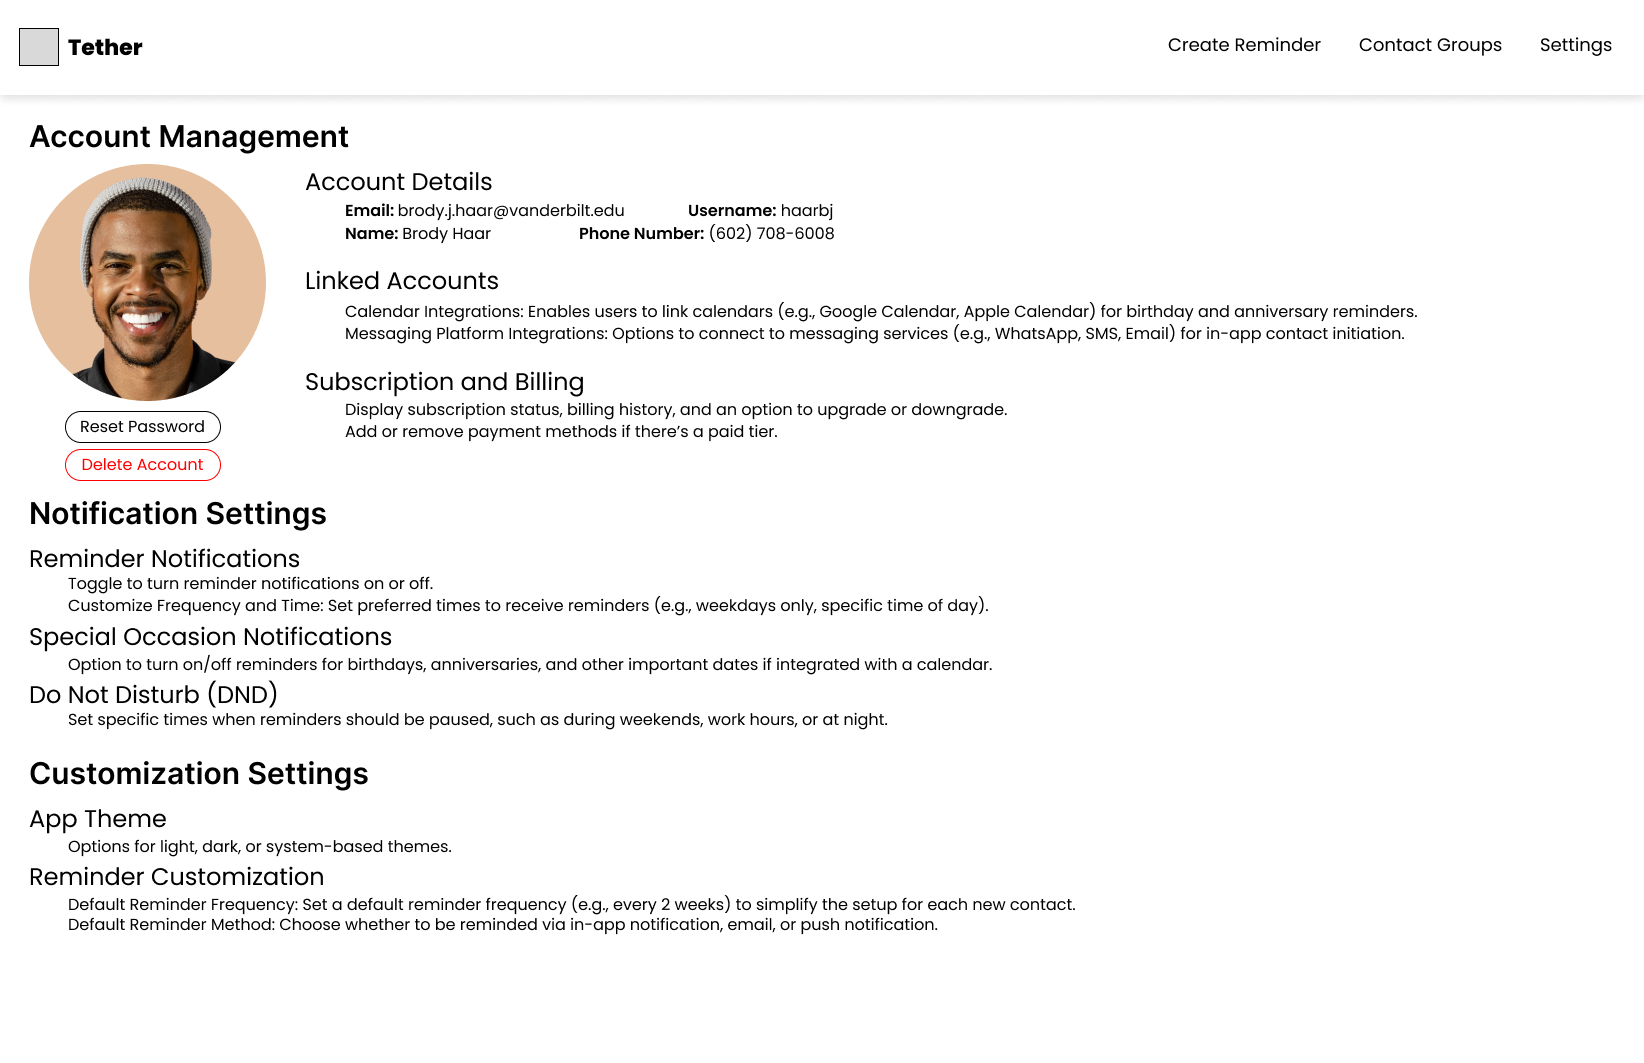 Tether
Create Reminder Contact Groups Settings
Account Management
Account Details
Email: brody.j.haar@vanderbilt.edu Username: haarbj
Name: Brody Haar Phone Number: (602) 708-6008
Linked Accounts
Calendar Integrations: Enables users to link calendars (e.g., Google Calendar, Apple Calendar) for birthday and anniversary reminders.
Messaging Platform Integrations: Options to connect to messaging services (e.g., WhatsApp, SMS, Email) for in-app contact initiation.
Subscription and Billing
Display subscription status, billing history, and an option to upgrade or downgrade.
Add or remove payment methods if there’s a paid tier.
Reset Password
Delete Account
Notification Settings
Reminder Notifications
Toggle to turn reminder notifications on or off.
Customize Frequency and Time: Set preferred times to receive reminders (e.g., weekdays only, specific time of day).
Special Occasion Notifications
Option to turn on/off reminders for birthdays, anniversaries, and other important dates if integrated with a calendar.
Do Not Disturb (DND)
Set specific times when reminders should be paused, such as during weekends, work hours, or at night.
Customization Settings
App Theme
Options for light, dark, or system-based themes.
Reminder Customization
Default Reminder Frequency: Set a default reminder frequency (e.g., every 2 weeks) to simplify the setup for each new contact.
Default Reminder Method: Choose whether to be reminded via in-app notification, email, or push notification.